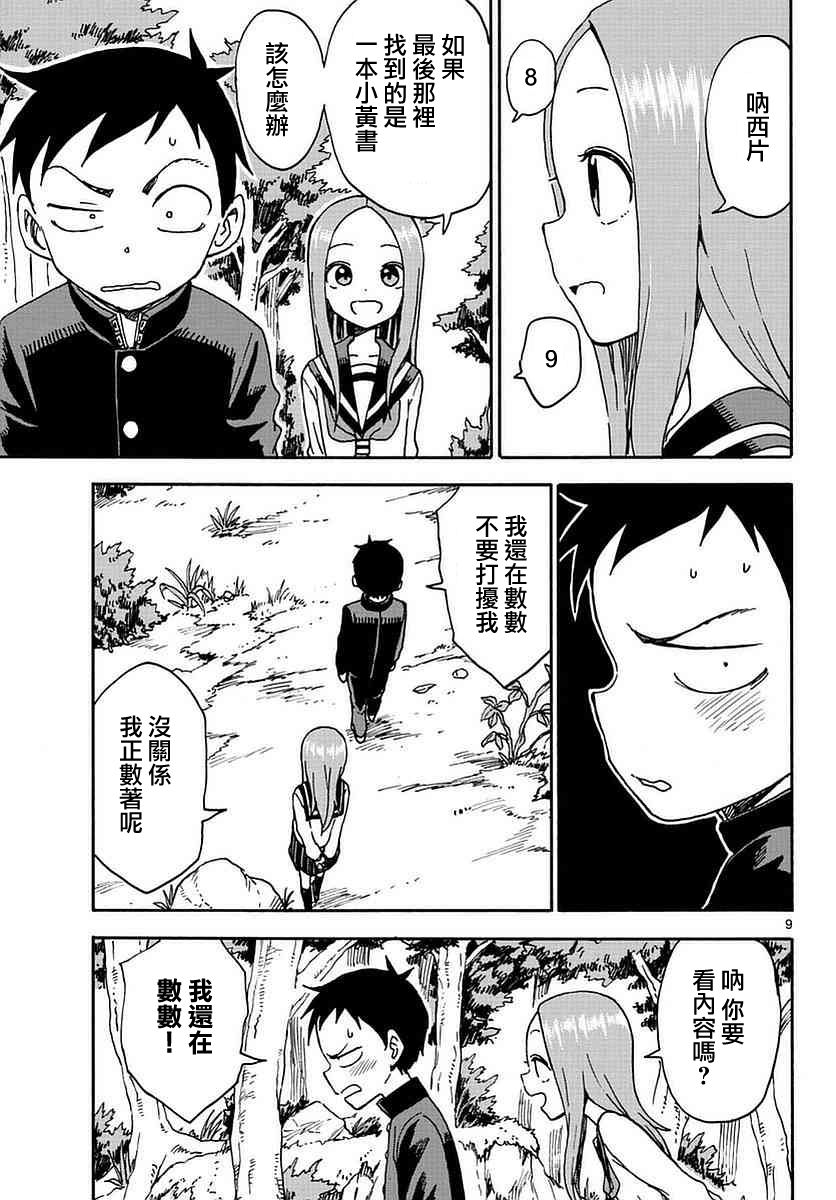 吶西片
8
9
如果
最後那裡
找到的是
一本小黃書
該怎麼辦
我還在數數
不要打擾我
沒關係
我正數著呢
9
吶 你要
看內容嗎?
我還在
數數!